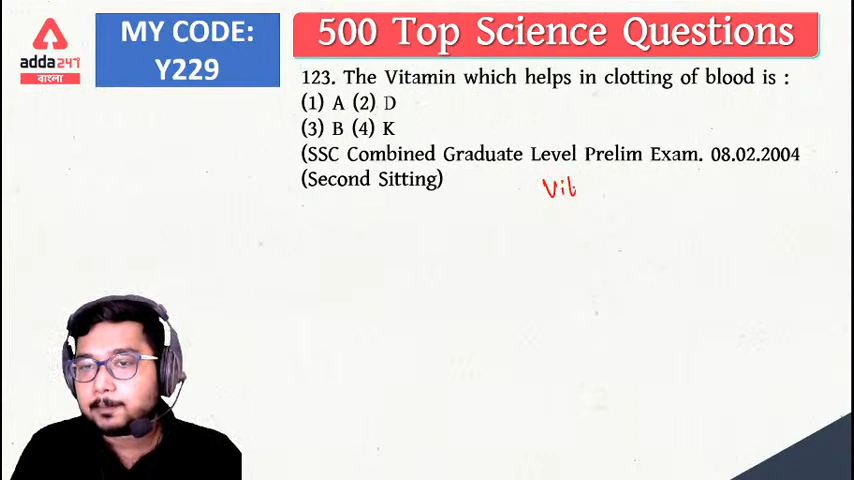 adda247
বাংলা
MY CODE:
Y229
500 Top Science Questions
123. The Vitamin which helps in clotting of blood is :
(1) A (2) D
(3) B (4) K
(SSC Combined Graduate Level Prelim Exam. 08.02.2004
(Second Sitting)
Vit